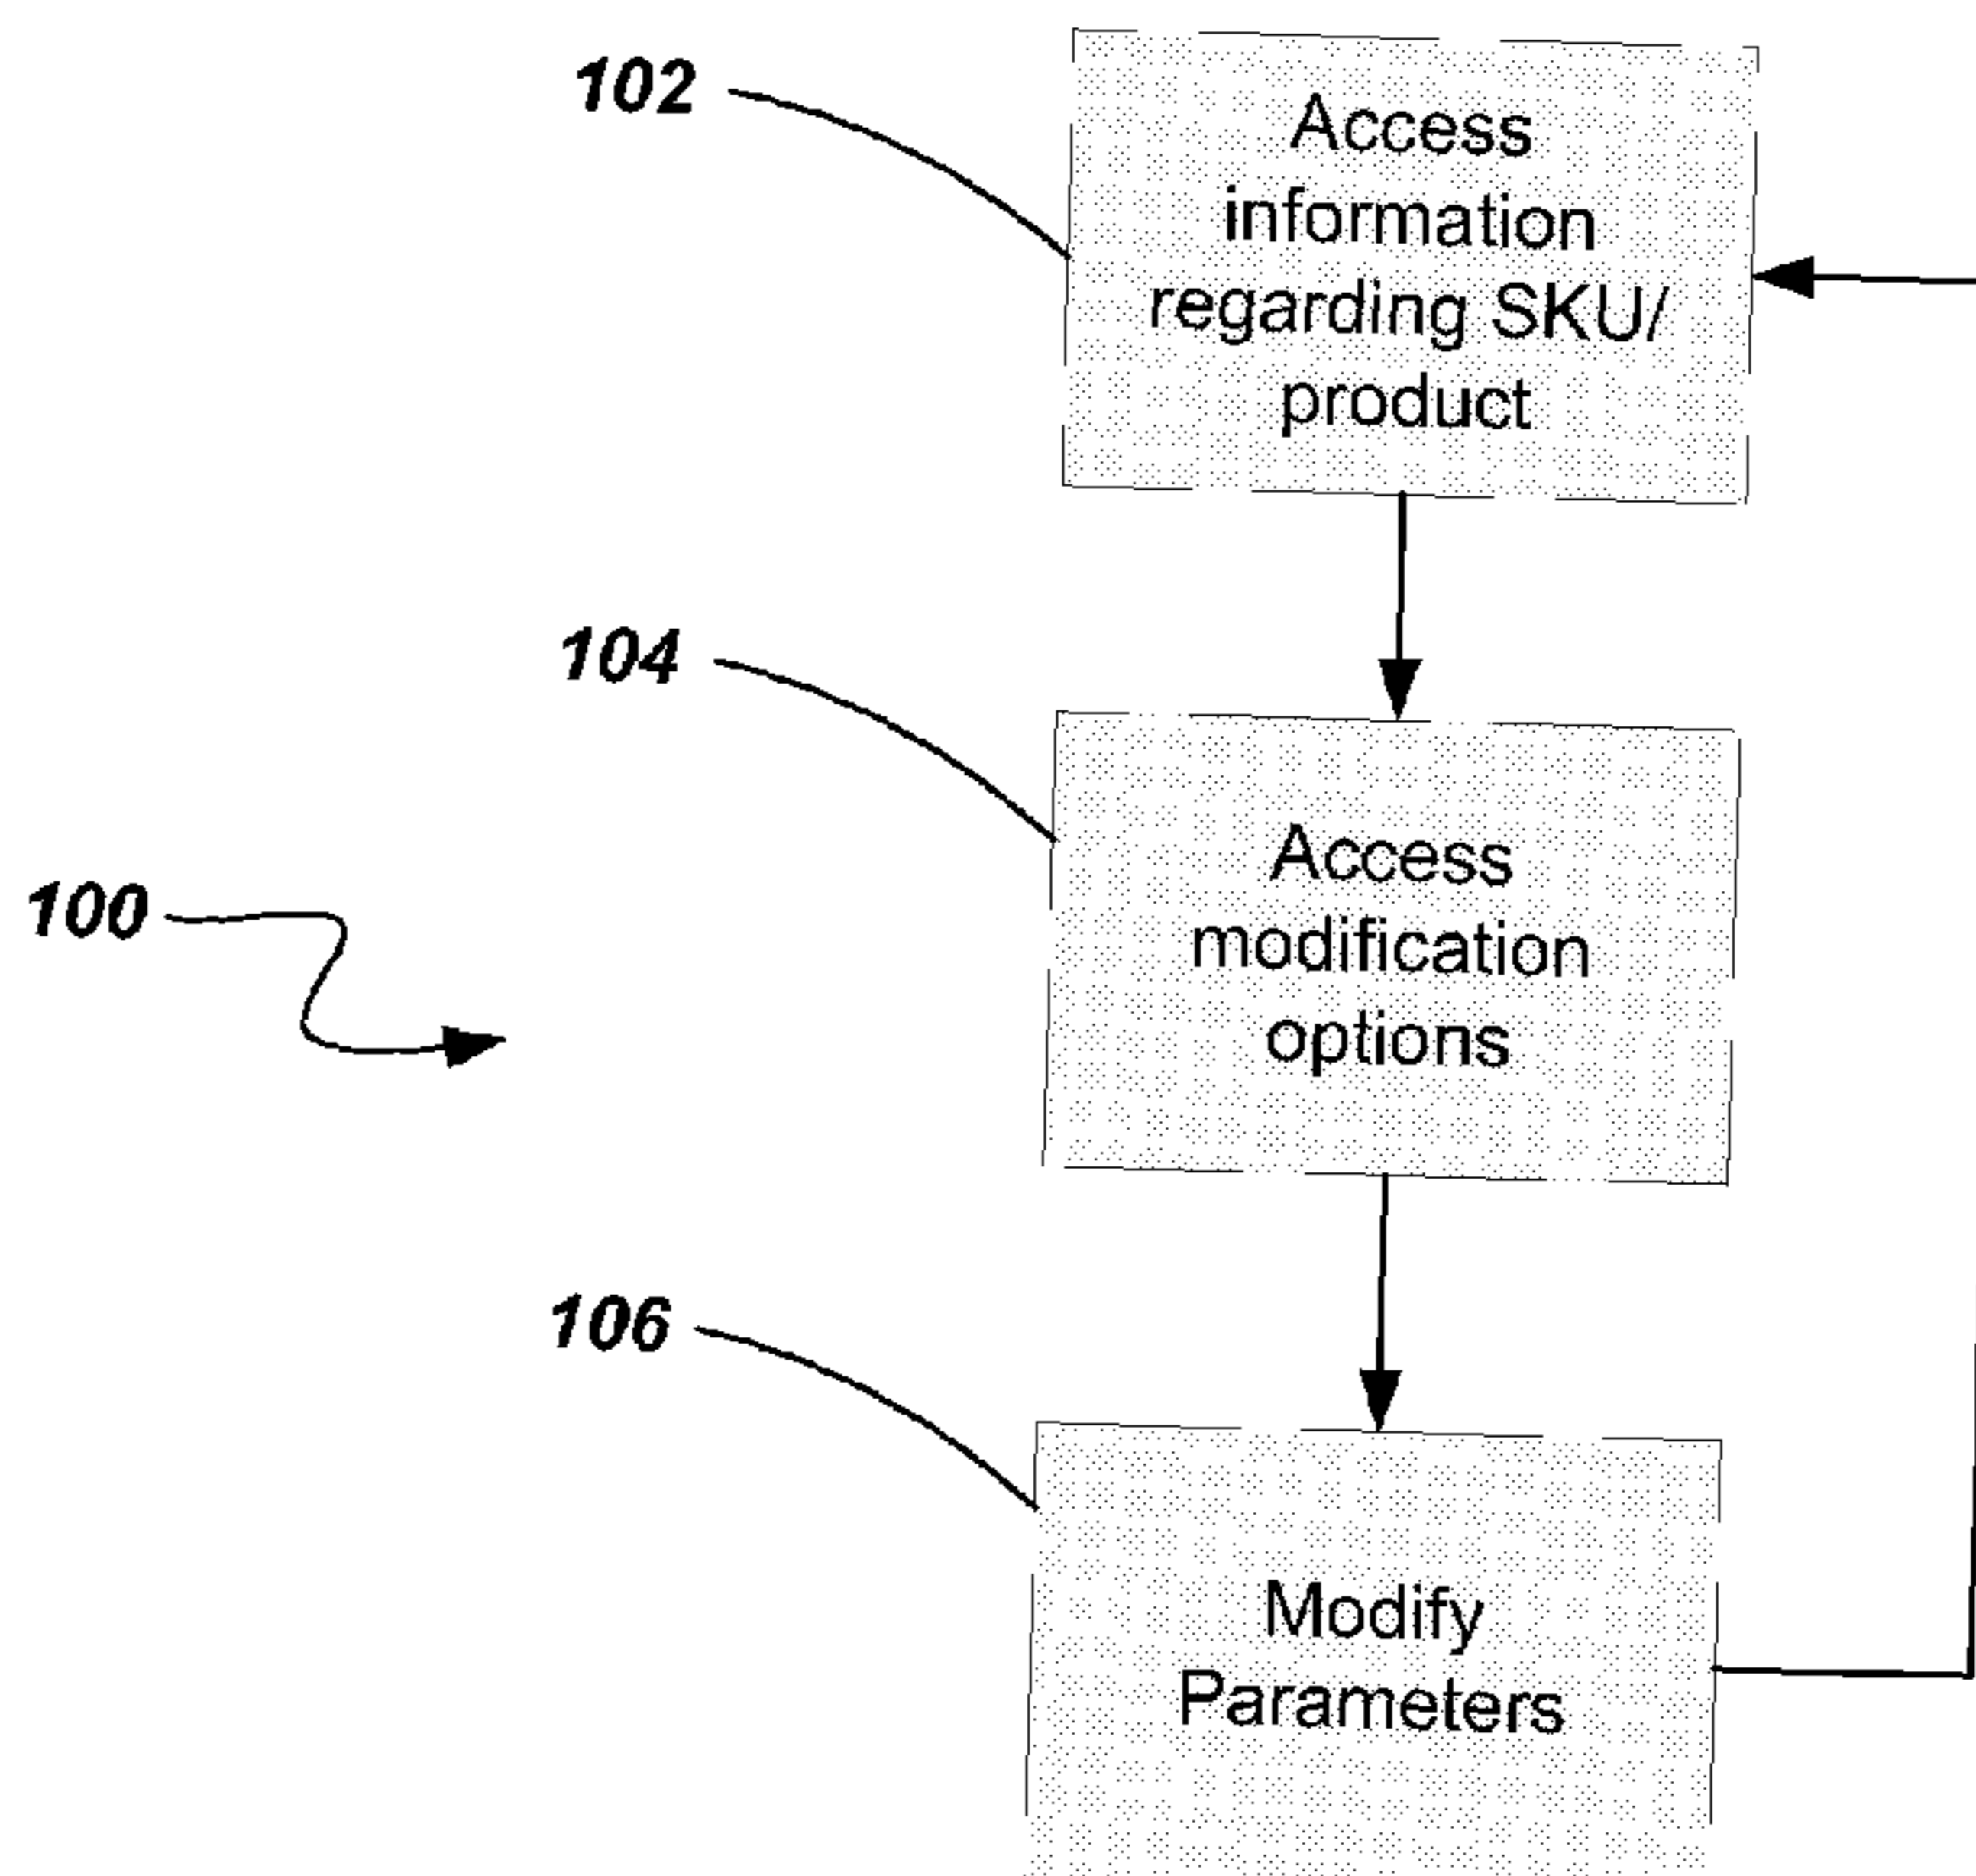 102
Access
information
regarding SKU/
product
104
Access
modification
options
100
106
Modify
Parameters